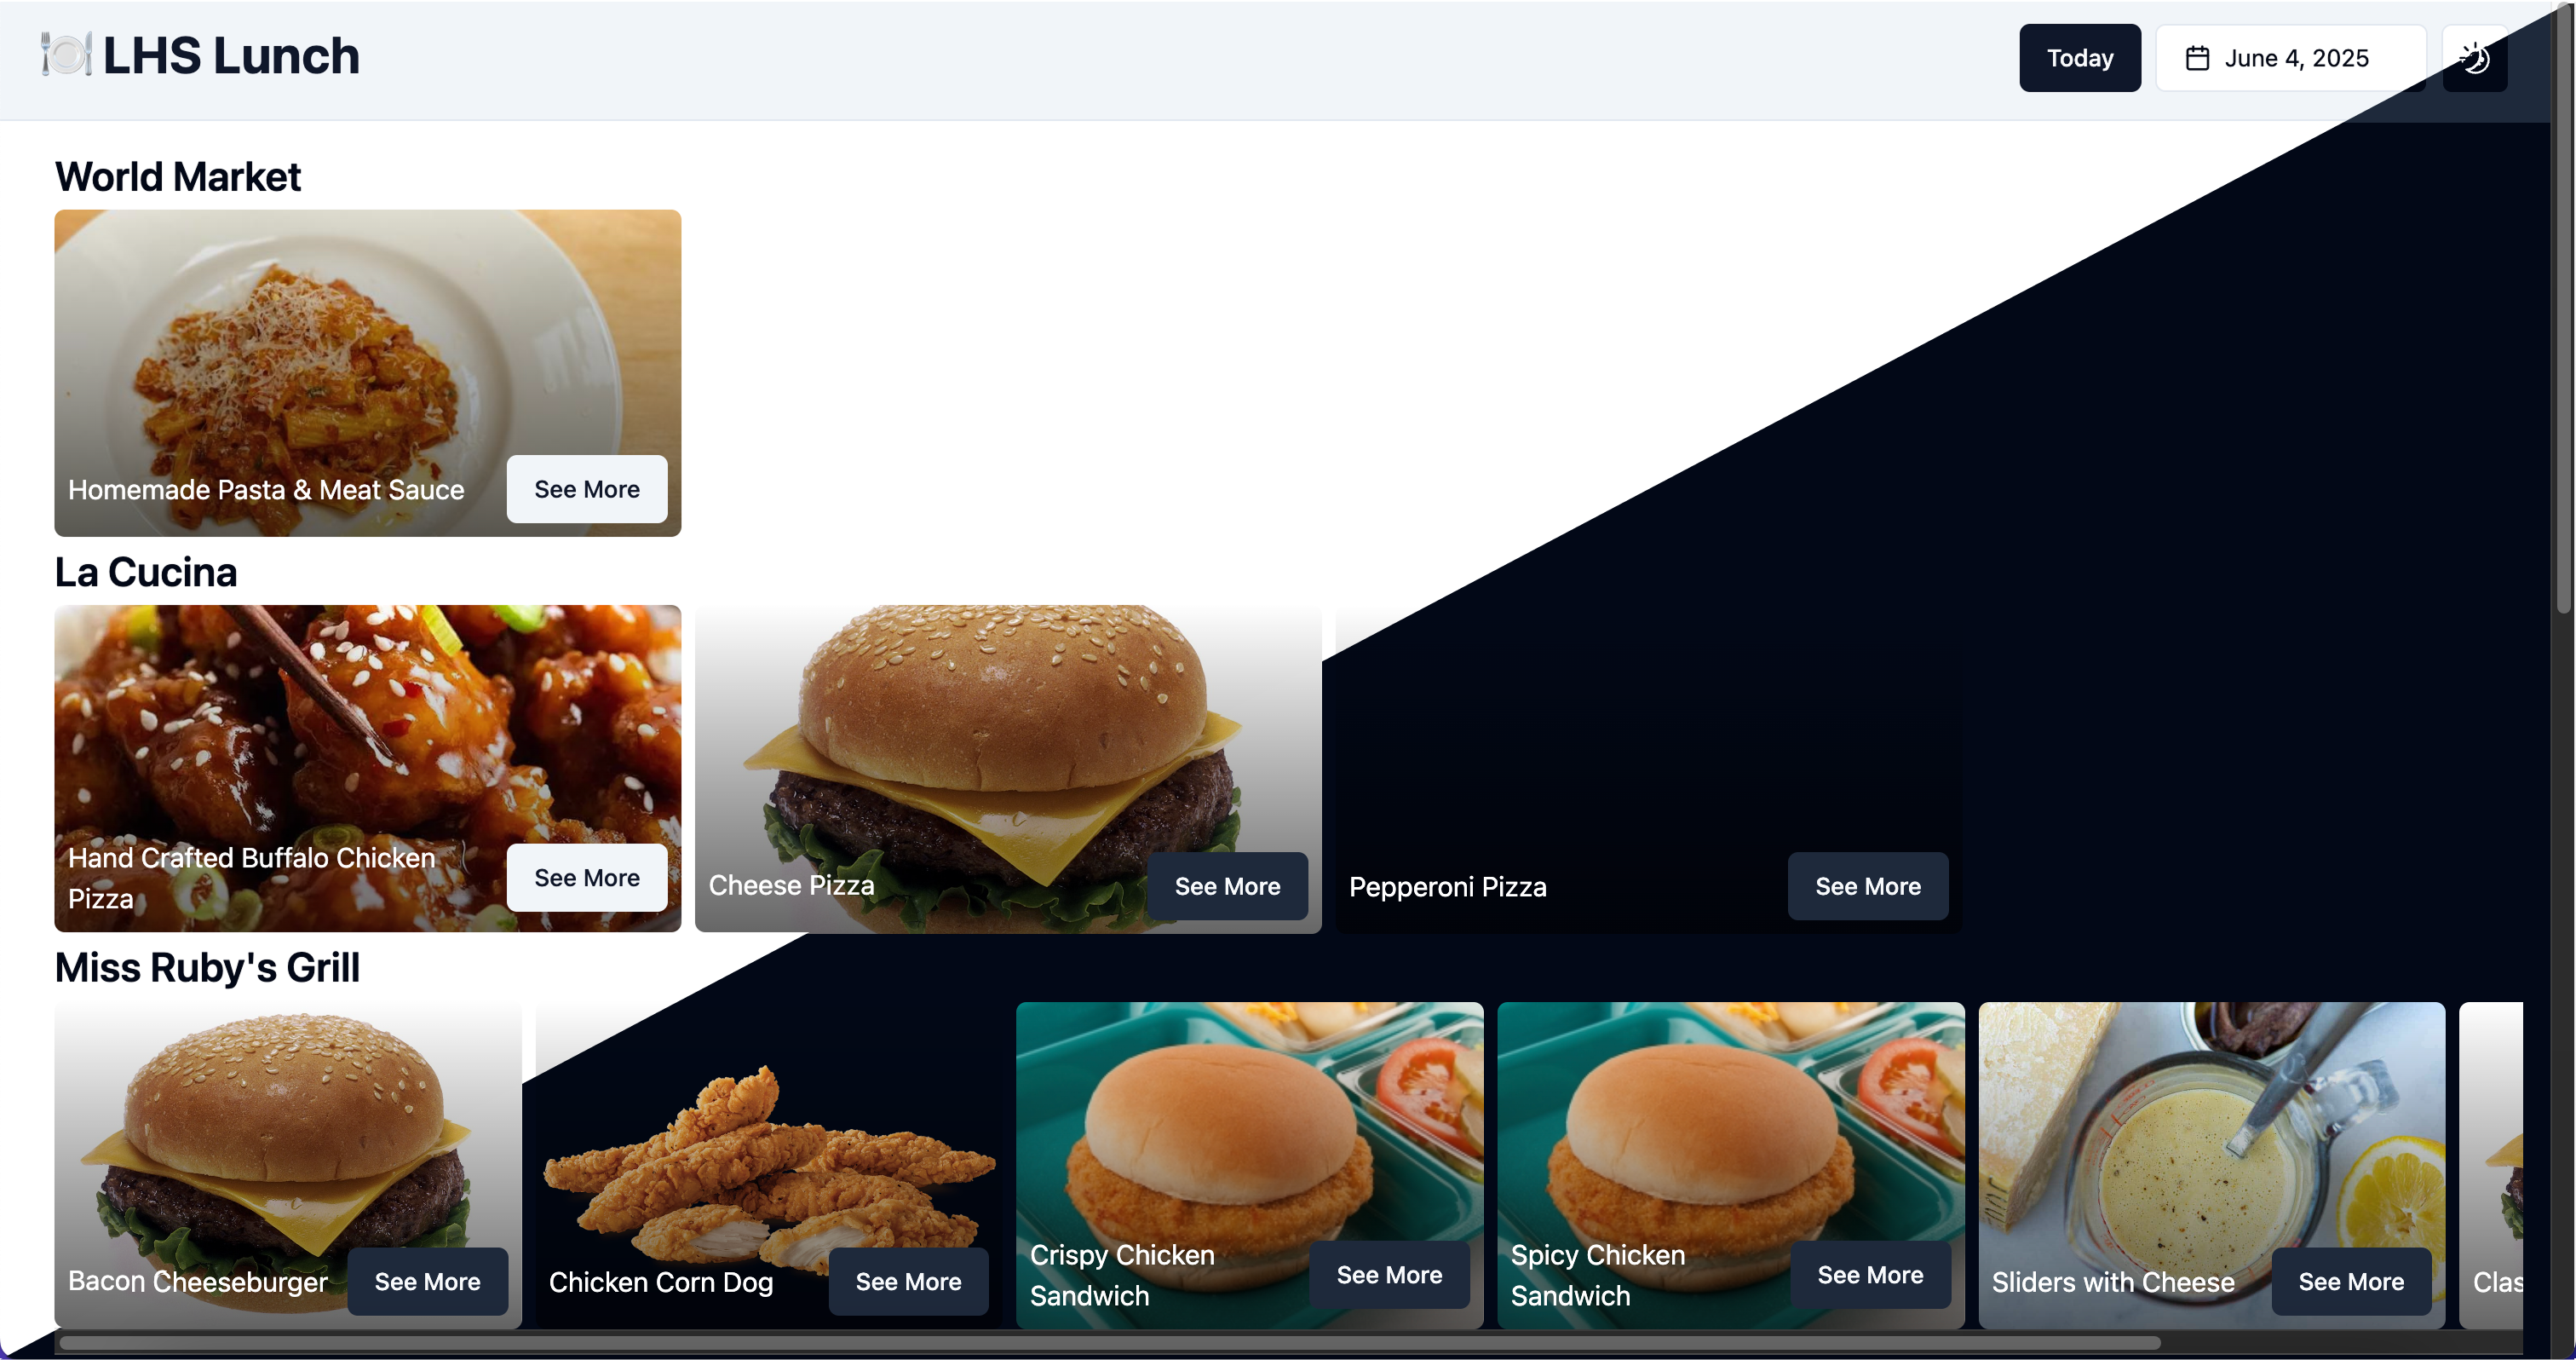 LHS Lunch
Today
June 4, 2025
World Market
Homemade Pasta & Meat Sauce
See More
La Cucina
Hand Crafted Buffalo Chicken
Pizza
See More
Cheese Pizza
See More
Pepperoni Pizza
See More
Miss Ruby's Grill
Bacon Cheeseburger
See More
Chicken Corn Dog
See More
Crispy Chicken
Sandwich
See More
Spicy Chicken
Sandwich
See More
Sliders with Cheese
See More
Clas